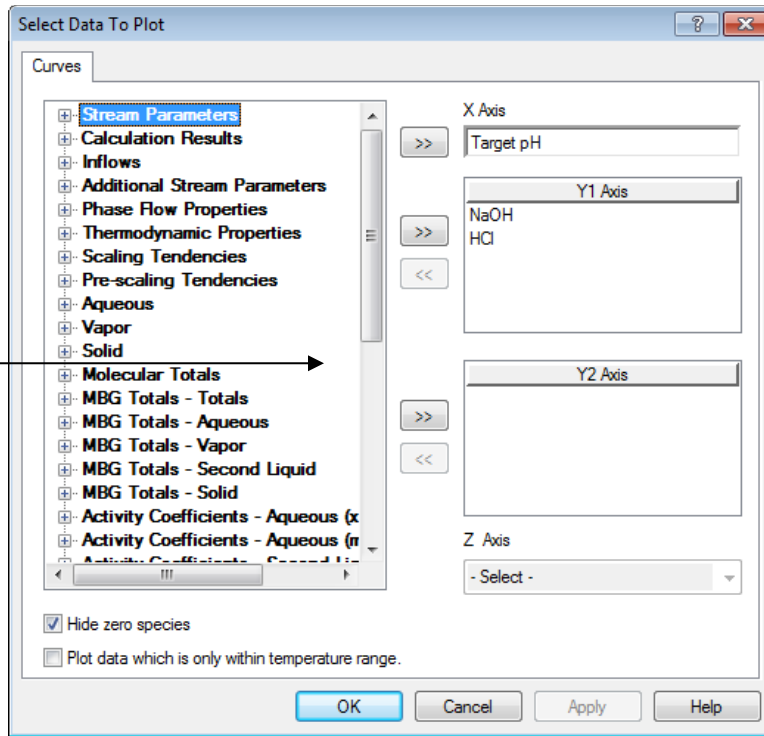 Select Data To Plot
Curves
Stream Parameters
Calculation Results
Inflows
Additional Stream Parameters
Phase Flow Properties
Thermodynamic Properties
Scaling Tendencies
Pre-scaling Tendencies
Aqueous
Vapor
Solid
Molecular Totals
MBG Totals - Totals
MBG Totals - Aqueous
MBG Totals - Vapor
MBG Totals - Second Liquid
MBG Totals - Solid
Activity Coefficients - Aqueous (x
Activity Coefficients - Aqueous (m
X Axis
>> Target pH
Y1 Axis
NaOH
HCl
>>
<<
Y2 Axis
>>
<<
Z Axis
- Select -
Hide zero species
Plot data which is only within temperature range.
OK Cancel Apply Help